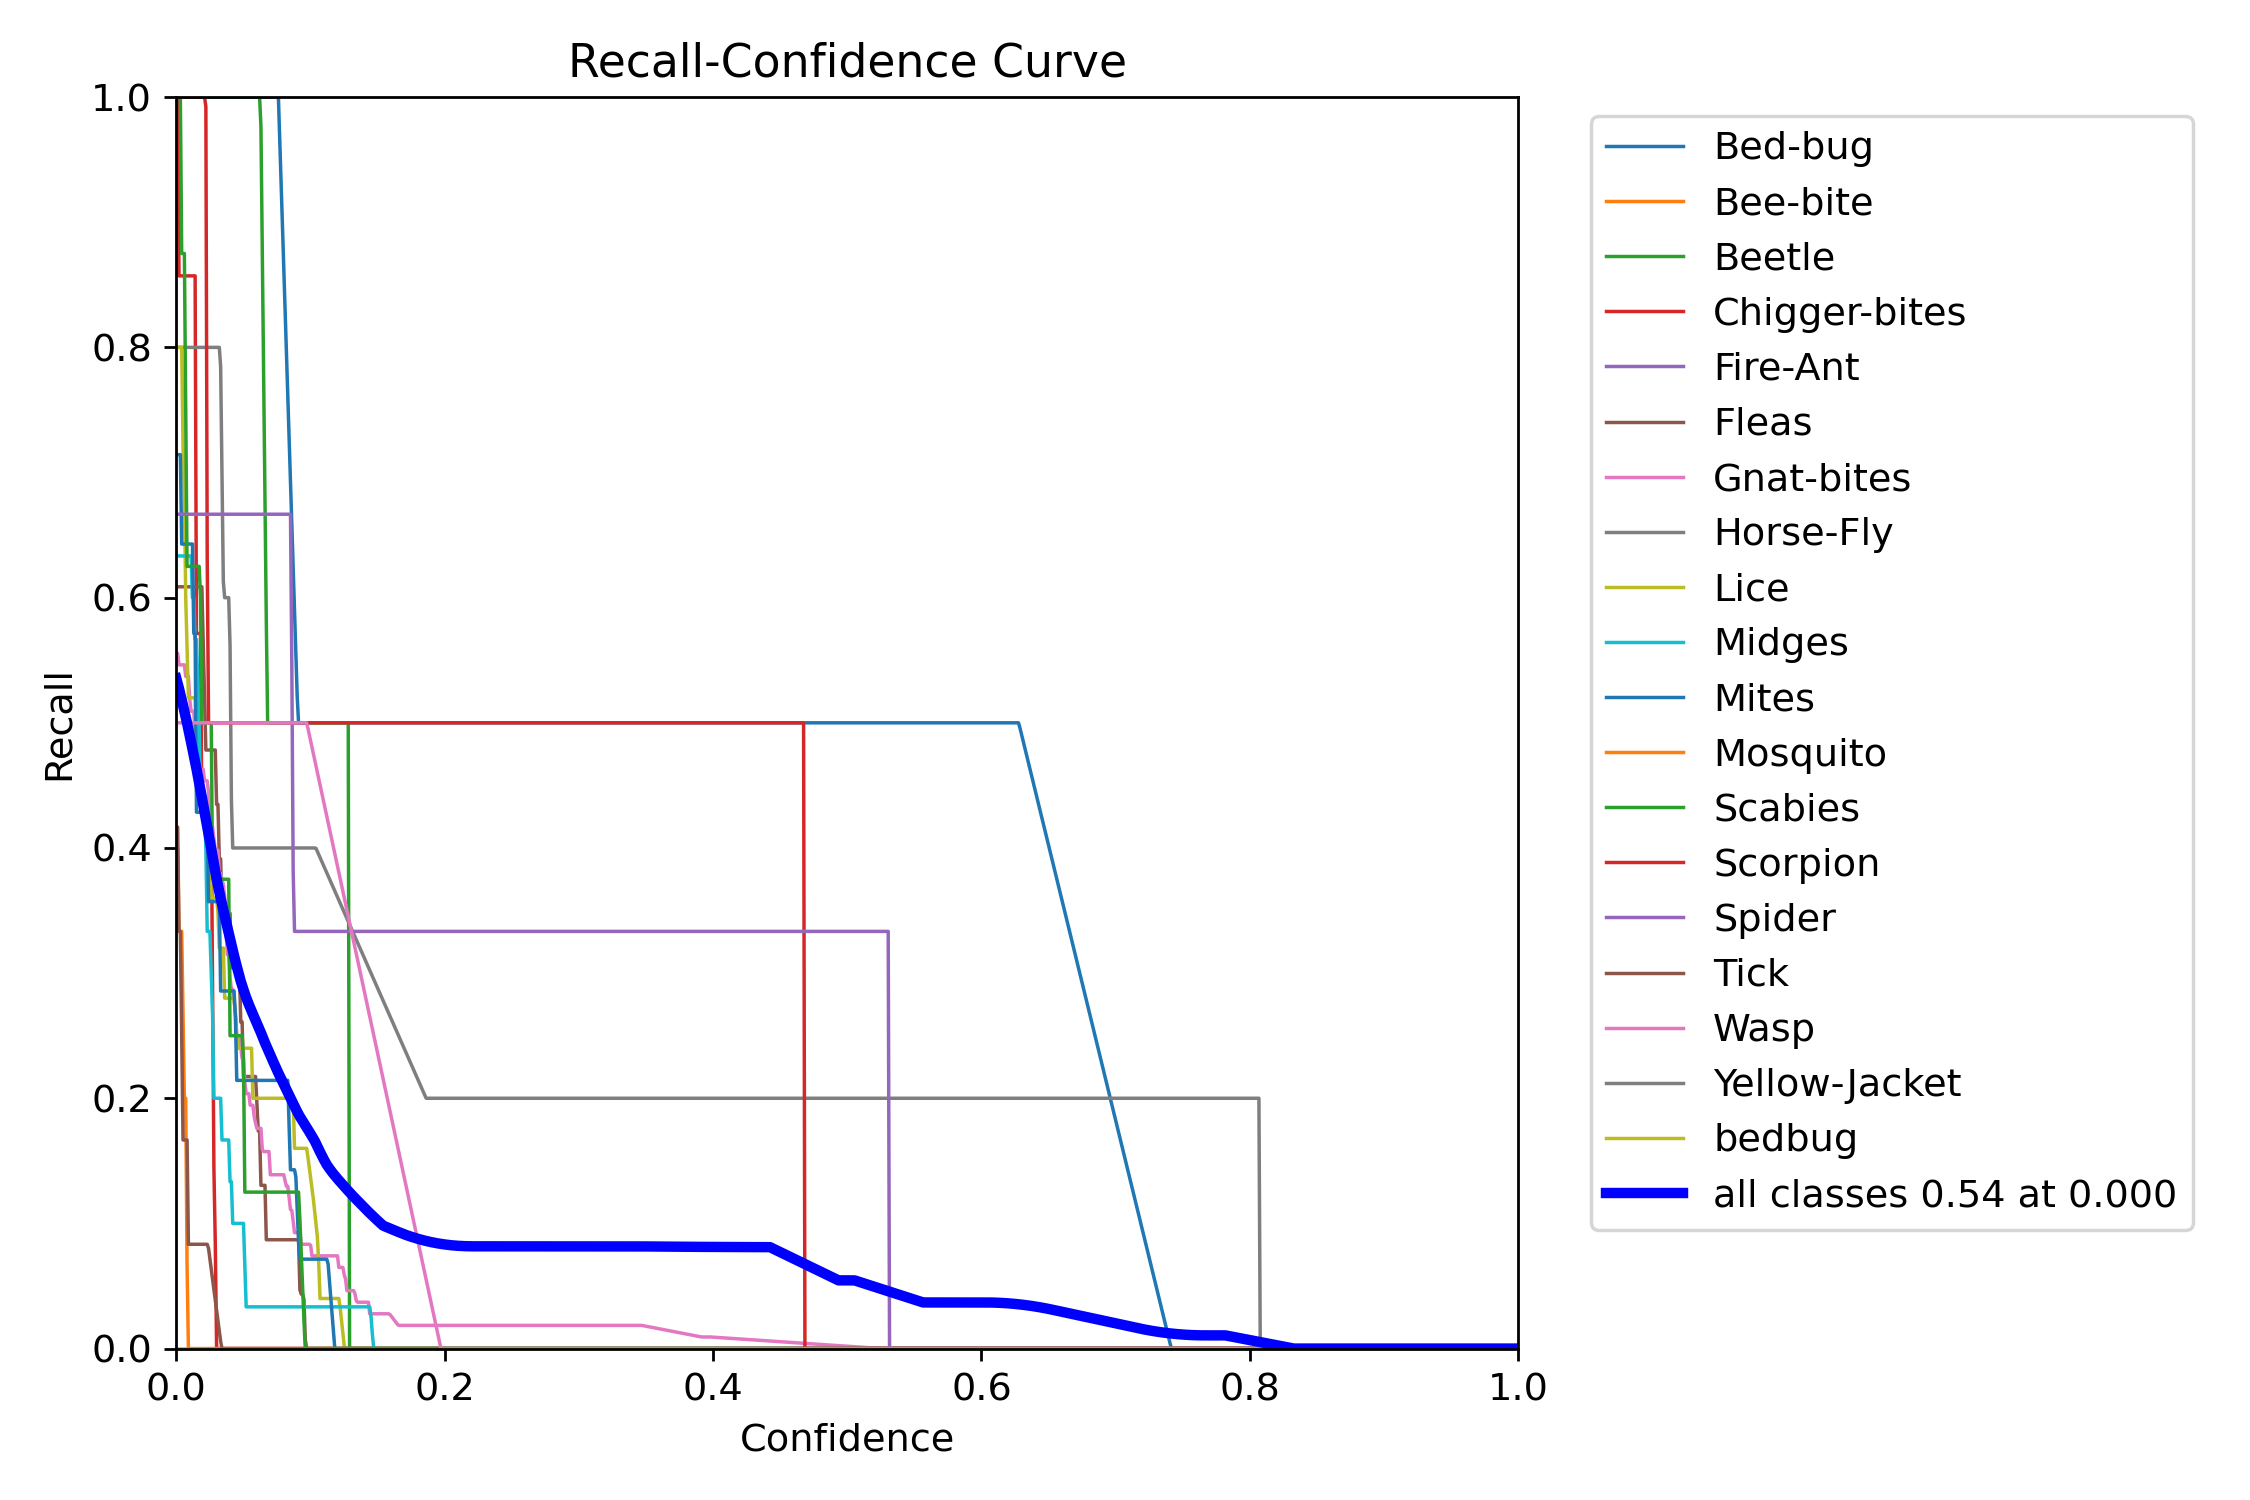 Recall-Confidence Curve
1.0
0.8
0.6
0.4
0.2
0.0
Recall
0.0 0.2 0.4 0.6 0.8 1.0
Confidence
Bed-bug
Bee-bite
Beetle
Chigger-bites
Fire-Ant
Fleas
Gnat-bites
Horse-Fly
Lice
Midges
Mites
Mosquito
Scabies
Scorpion
Spider
Tick
Wasp
Yellow-Jacket
bedbug
all classes 0.54 at 0.000